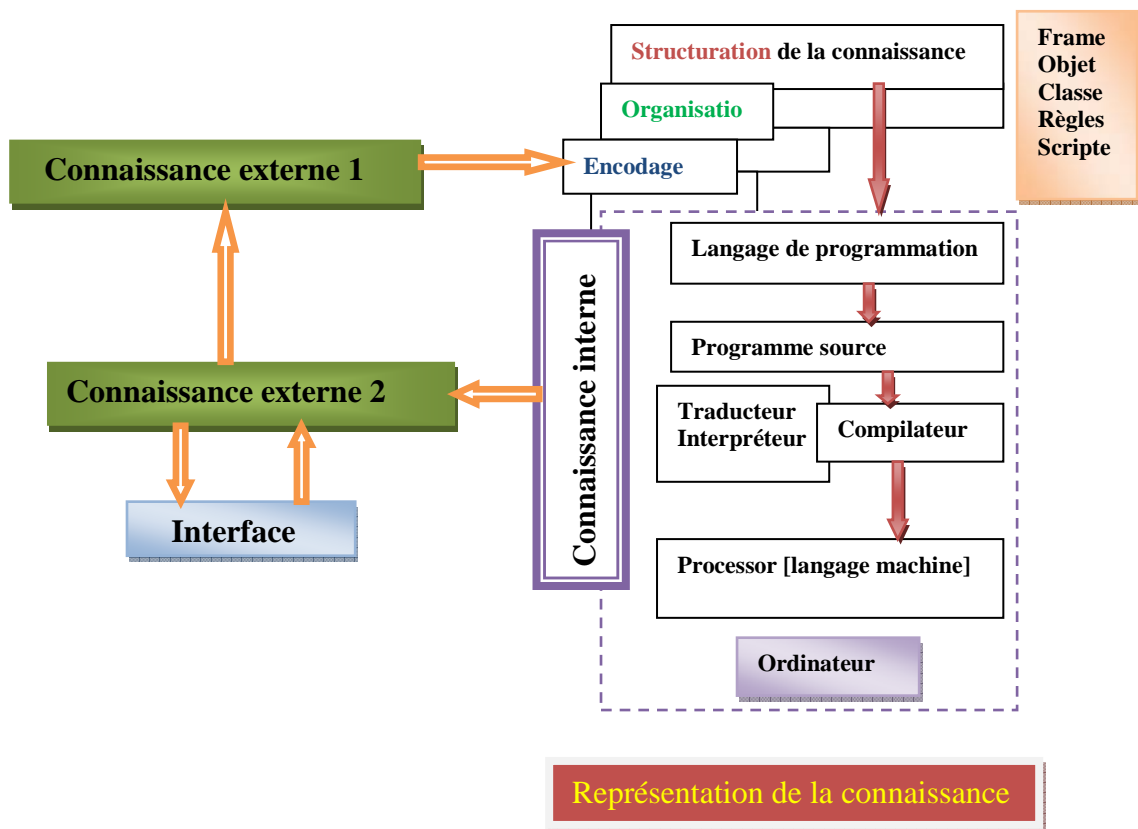 Structuration de la connaissance
Frame
Objet
Classe
Règles
Scripte
Organisatio
Encodage
Connaissance externe 1
Langage de programmation
Connaissance interne
Programme source
Connaissance externe 2
Traducteur
Interpréteur
Compilateur
Interface
Processor [langage machine]
Ordinateur
Représentation de la connaissance